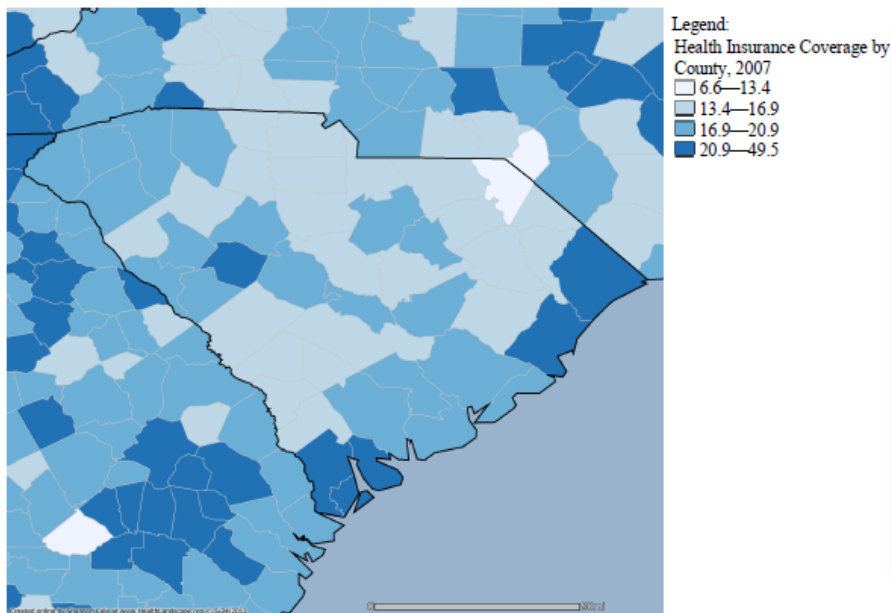 Legend:
Health Insurance Coverage by
County, 2007
6.6—13.4
13.4—16.9
16.9—20.9
20.9—49.5